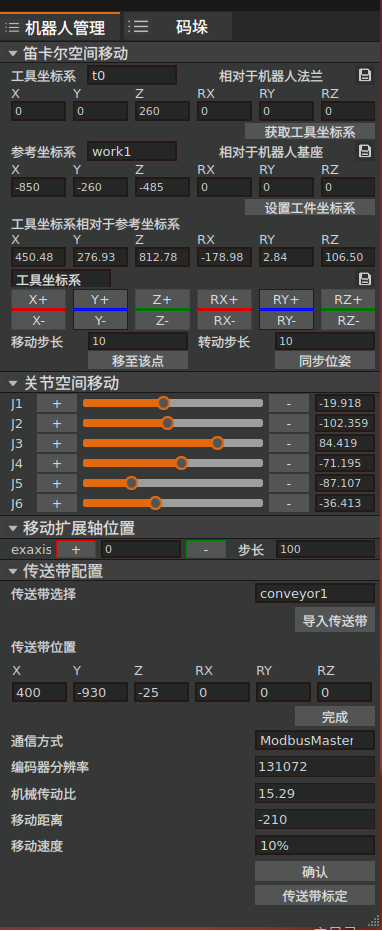 机器人管理 码垛
笛卡尔空间移动
工具坐标系 t0 相对于机器人法兰
X Y Z RX RY RZ
0 0 260 0 0 0
获取工具坐标系
参考坐标系 work1 相对于机器人基座
X Y Z RX RY RZ
-850 -260 -485 0 0 0
设置工件坐标系
工具坐标系相对于参考坐标系
X Y Z RX RY RZ
450.48 276.93 812.78 -178.98 2.84 106.50
工具坐标系
X+ Y+ Z+ RX+ RY+ RZ+
X- Y- Z- RX- RY- RZ-
移动步长 10 转动步长 10
移至该点 同步位姿
关节空间移动
J1 + - -19.918
J2 + - -102.359
J3 + - 84.419
J4 + - -71.195
J5 + - -87.107
J6 + - -36.413
移动扩展轴位置
exaxis + 0 - 步长 100
传送带配置
传送带选择 conveyor1
导入传送带
传送带位置
X Y Z RX RY RZ
400 -930 -25 0 0 0
完成
通信方式 ModbusMaster
编码器分辨率 131072
机械传动比 15.29
移动距离 -210
移动速度 10%
确认
传送带标定